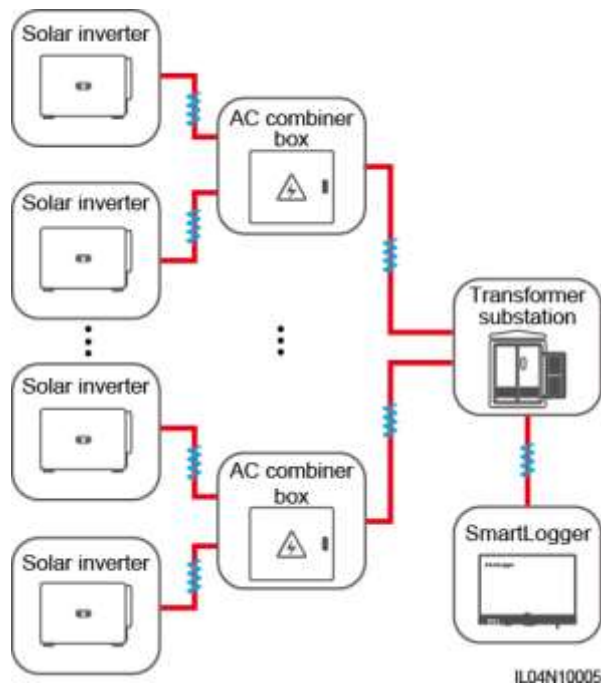 Solar inverter
AC combiner
box
Solar inverter
Transformer
substation
Solar inverter
AC combiner
box
SmartLogger
Solar inverter
IL04N10005